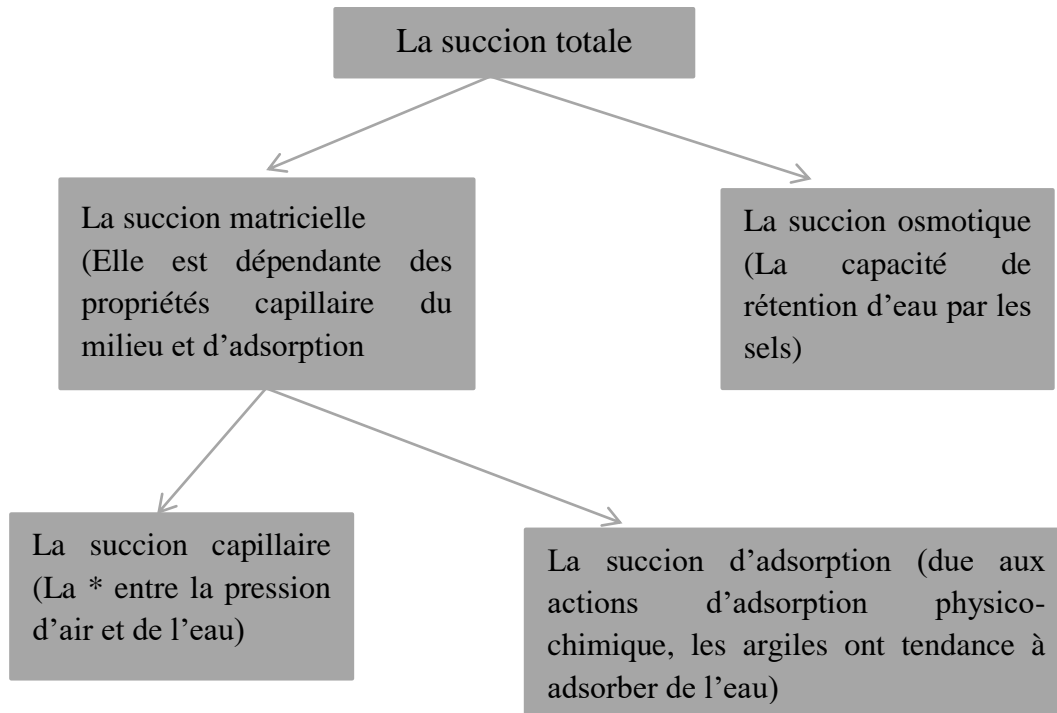 La succion totale
La succion matricielle
(Elle est dépendante des
propriétés capillaire du
milieu et d’adsorption
La succion osmotique
(La capacité de
rétention d’eau par les
sels)
La succion capillaire
(La * entre la pression
d’air et de l’eau)
La succion d’adsorption (due aux
actions d’adsorption physico-
chimique, les argiles ont tendance à
adsorber de l’eau)